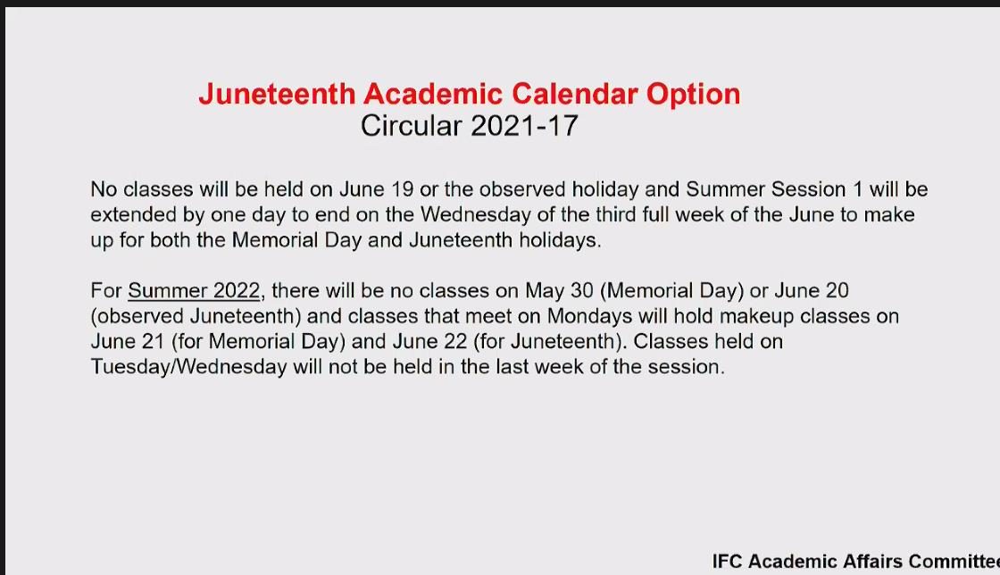 Juneteenth Academic Calendar Option
Circular 2021-17
No classes will be held on June 19 or the observed holiday and Summer Session 1 will be
extended by one day to end on the Wednesday of the third full week of the June to make
up for both the Memorial Day and Juneteenth holidays.
For Summer 2022, there will be no classes on May 30 (Memorial Day) or June 20
(observed Juneteenth) and classes that meet on Mondays will hold makeup classes on
June 21 (for Memorial Day) and June 22 (for Juneteenth). Classes held on
Tuesday/Wednesday will not be held in the last week of the session.
IFC Academic Affairs Committee